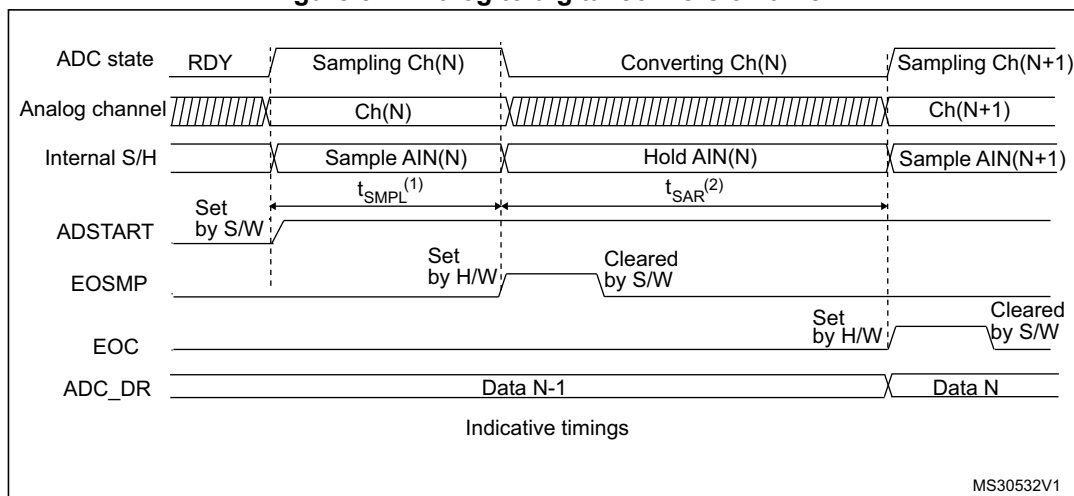 ADC state RDY Sampling Ch(N) Converting Ch(N) Sampling Ch(N+1)
Analog channel Ch(N) Ch(N+1)
Internal S/H Sample AIN(N) Hold AIN(N) Sample AIN(N+1)
tSMPL(1) tSAR(2)
Set
by S/W
ADSTART
Set
by H/W
Cleared
by S/W
EOSMP
Set
by H/W
Cleared
by S/W
EOC
ADC_DR Data N-1 Data N
Indicative timings
MS30532V1